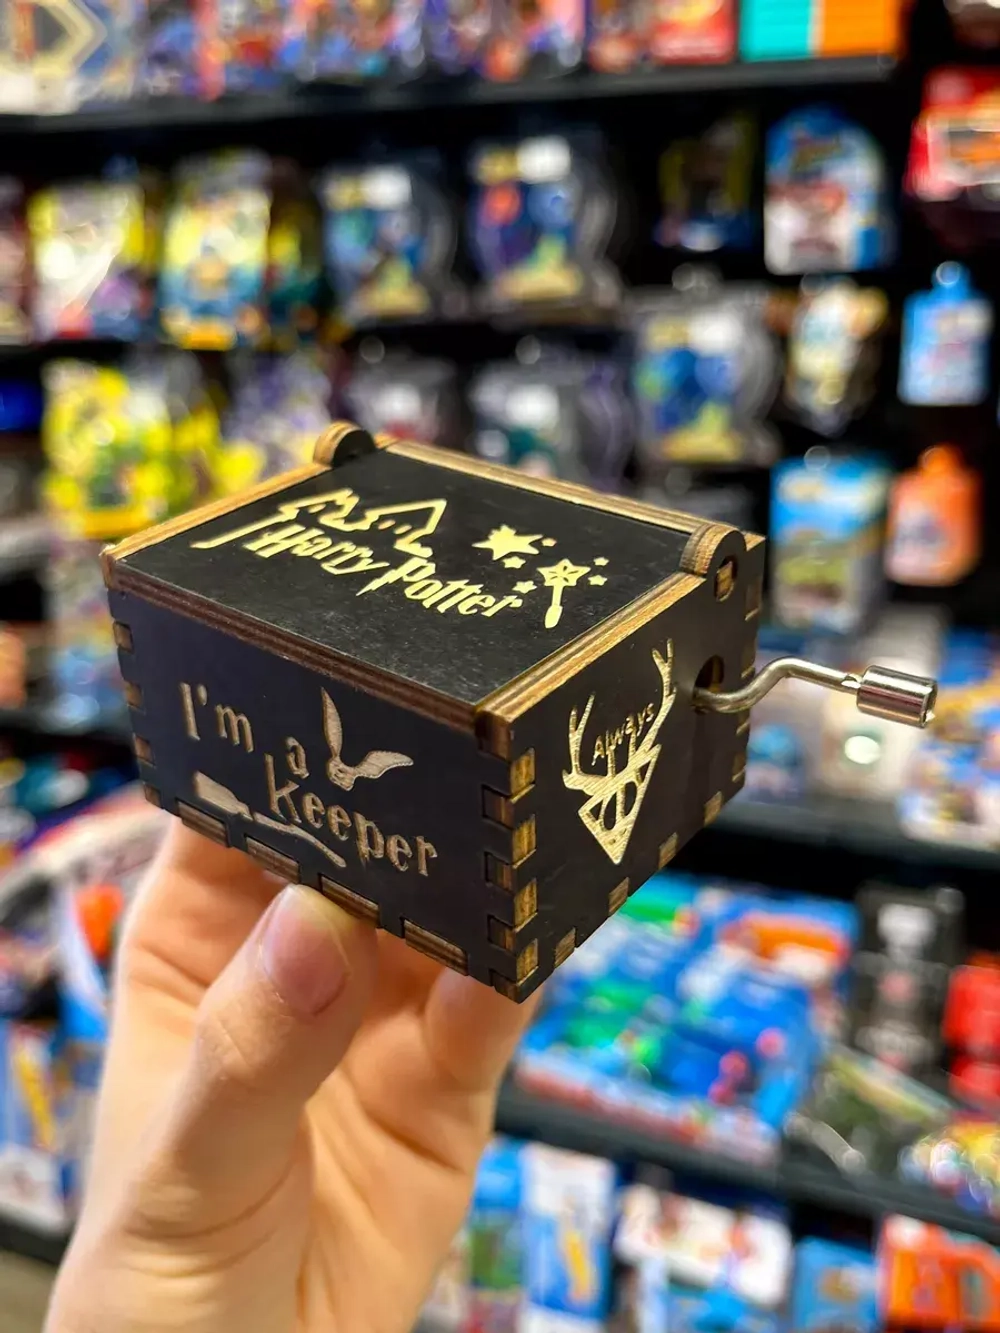 Harry Potter
I'm a
Keeper
Always